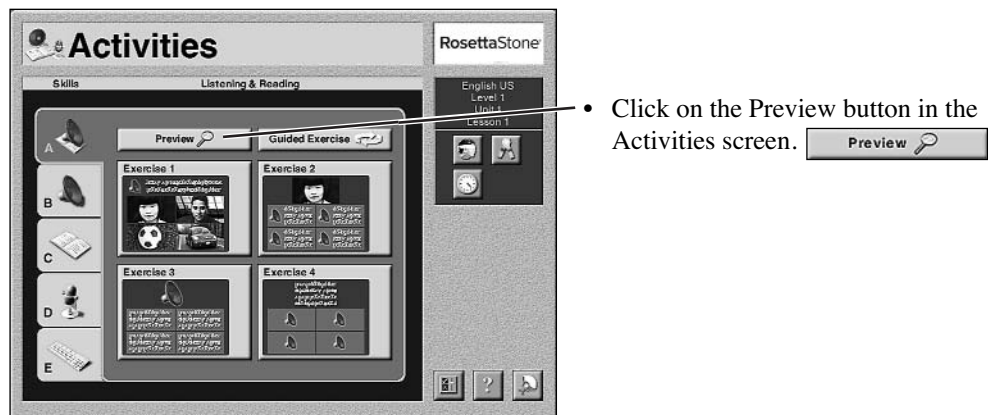 Activities
RosettaStone
Skills
Listening & Reading
English US
Level 1
Unit 1
Lesson 1
A
Preview
Guided Exercise
Exercise 1
Exercise 2
B
C
Exercise 3
Exercise 4
D
E
?
• Click on the Preview button in the
Activities screen. Preview